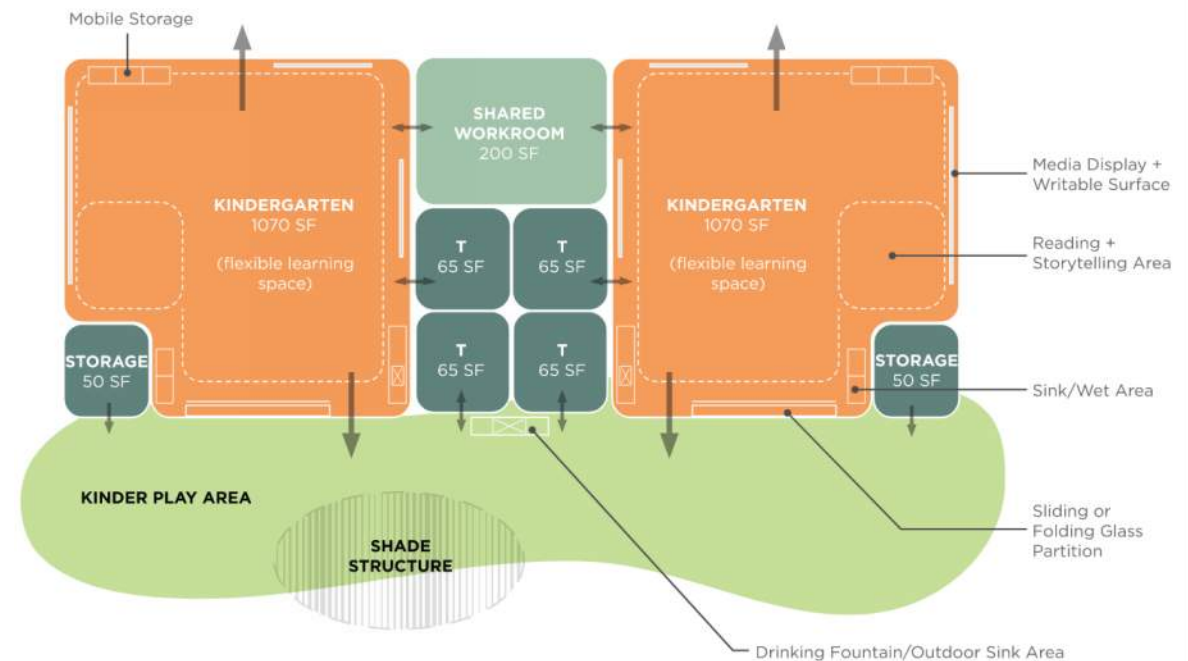 Mobile Storage
SHARED
WORKROOM
200 SF
KINDERGARTEN
1070 SF
(flexible learning
space)
KINDERGARTEN
1070 SF
(flexible learning
space)
Media Display +
Writable Surface
Reading +
Storytelling Area
T
65 SF
T
65 SF
T
65 SF
T
65 SF
STORAGE
50 SF
STORAGE
50 SF
Sink/Wet Area
KINDER PLAY AREA
SHADE
STRUCTURE
Sliding or
Folding Glass
Partition
Drinking Fountain/Outdoor Sink Area